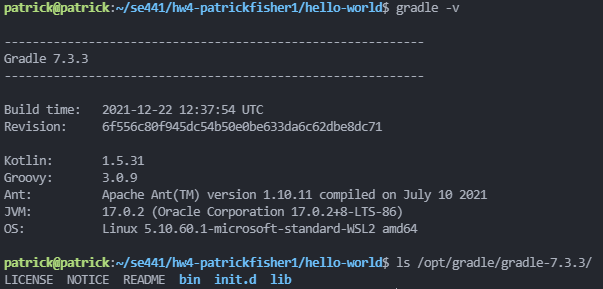 patrick@patrick:~/se441/hw4-patrickfisher1/hello-world$ gradle -v
------------------------------------------------------------
Gradle 7.3.3
------------------------------------------------------------
Build time:   2021-12-22 12:37:54 UTC
Revision:     6f556c80f945dc54b50e0be633da6c62dbe8dc71
Kotlin:       1.5.31
Groovy:       3.0.9
Ant:          Apache Ant(TM) version 1.10.11 compiled on July 10 2021
JVM:          17.0.2 (Oracle Corporation 17.0.2+8-LTS-86)
OS:           Linux 5.10.60.1-microsoft-standard-WSL2 amd64
patrick@patrick:~/se441/hw4-patrickfisher1/hello-world$ ls /opt/gradle/gradle-7.3.3/
LICENSE  NOTICE  README  bin  init.d  lib